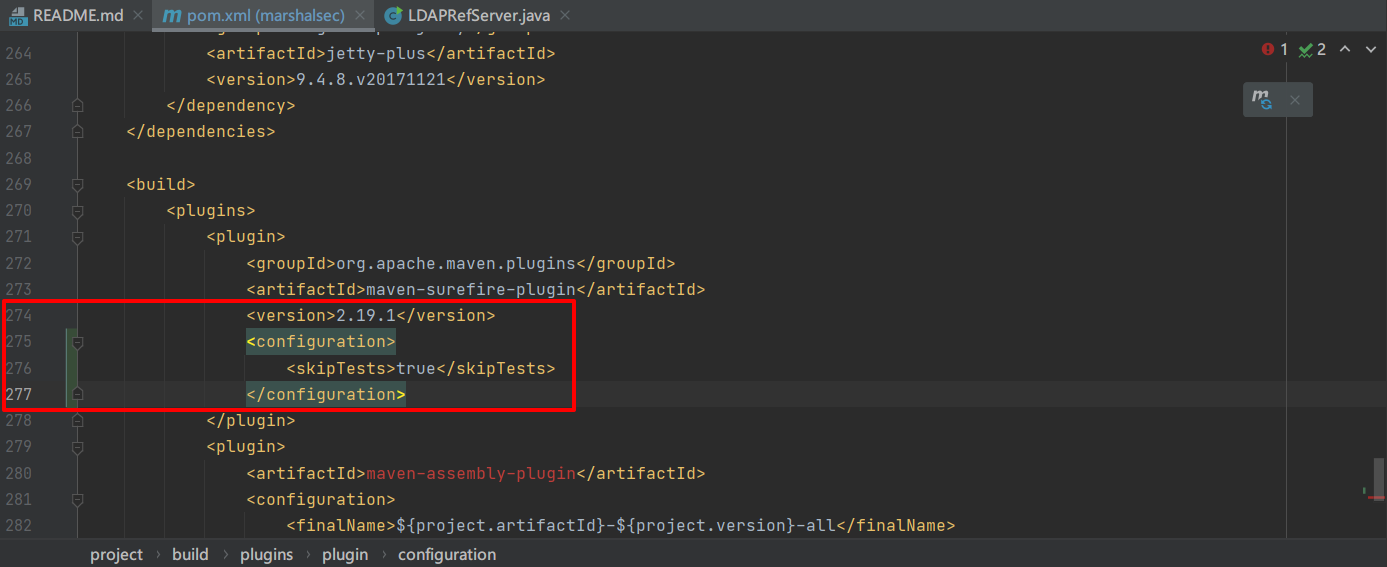 README.md
pom.xml (marshalsec)
LDAPRefServer.java
1 2
264 <artifactId>jetty-plus</artifactId>
265 <version>9.4.8.v20171121</version>
266 </dependency>
267 </dependencies>
268
269 <build>
270 <plugins>
271 <plugin>
272 <groupId>org.apache.maven.plugins</groupId>
273 <artifactId>maven-surefire-plugin</artifactId>
274 <version>2.19.1</version>
275 <configuration>
276 <skipTests>true</skipTests>
277 </configuration>
278 </plugin>
279 <plugin>
280 <artifactId>maven-assembly-plugin</artifactId>
281 <configuration>
282 <finalName>${project.artifactId}-${project.version}-all</finalName>
project › build › plugins › plugin › configuration